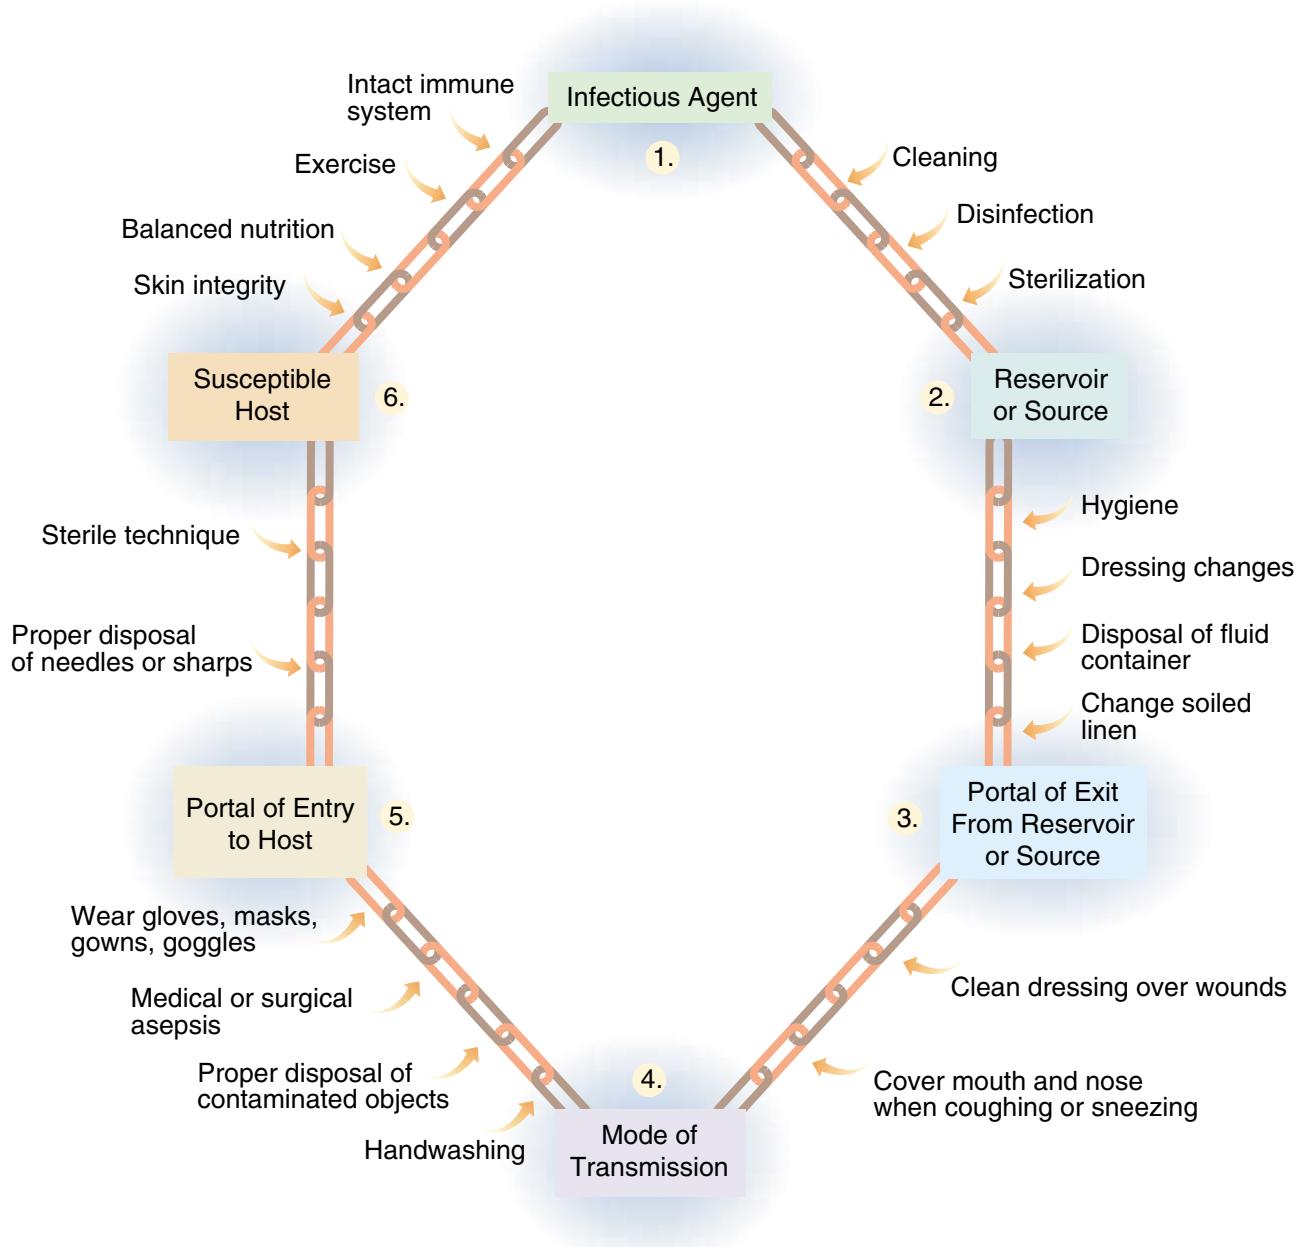 Infectious Agent
1.
Cleaning
Disinfection
Sterilization
2.
Reservoir
or Source
Hygiene
Dressing changes
Disposal of fluid
container
Change soiled
linen
3.
Portal of Exit
From Reservoir
or Source
Clean dressing over wounds
Cover mouth and nose
when coughing or sneezing
4.
Mode of
Transmission
Handwashing
Proper disposal of
contaminated objects
Medical or surgical
asepsis
Wear gloves, masks,
gowns, goggles
5.
Portal of Entry
to Host
Proper disposal
of needles or sharps
Sterile technique
6.
Susceptible
Host
Skin integrity
Balanced nutrition
Exercise
Intact immune
system